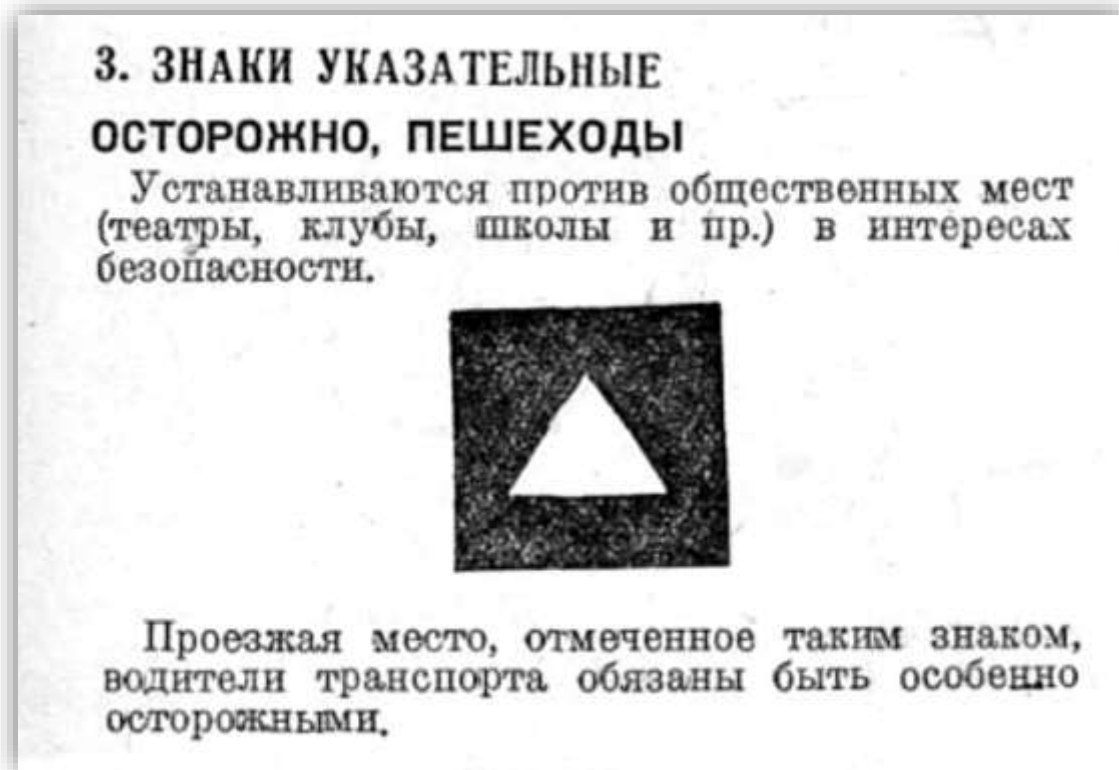 3. ЗНАКИ УКАЗАТЕЛЬНЫЕ
ОСТОРОЖНО, ПЕШЕХОДЫ
Устанавливаются против общественных мест
(театры, клубы, школы и пр.) в интересах
безопасности.
Проезжая место, отмеченное таким знаком,
водители транспорта обязаны быть особенно
осторожными.